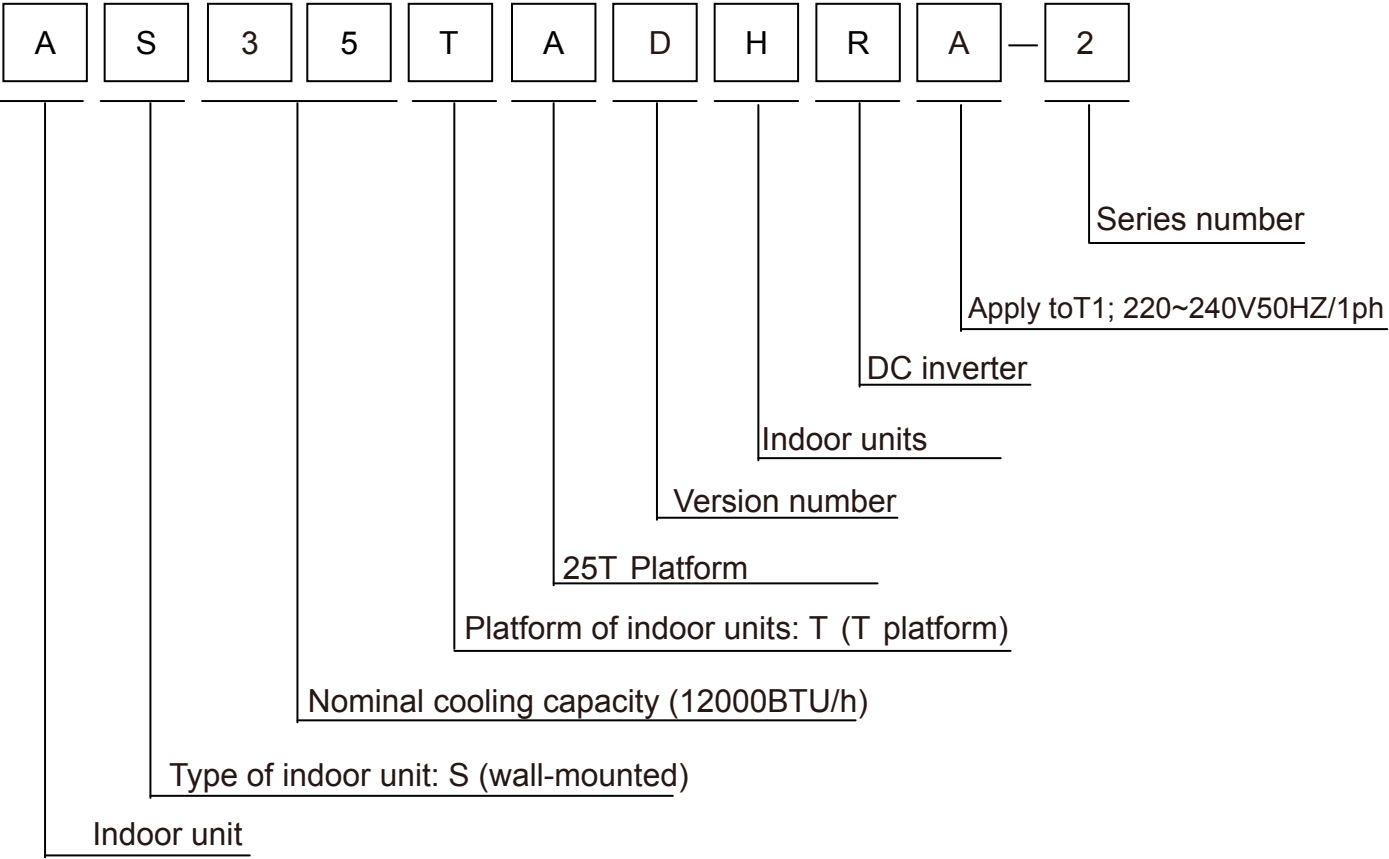 A S 3 5 T A D H R A — 2
Series number
Apply toT1; 220~240V50HZ/1ph
DC inverter
Indoor units
Version number
25T Platform
Platform of indoor units: T (T platform)
Nominal cooling capacity (12000BTU/h)
Type of indoor unit: S (wall-mounted)
Indoor unit